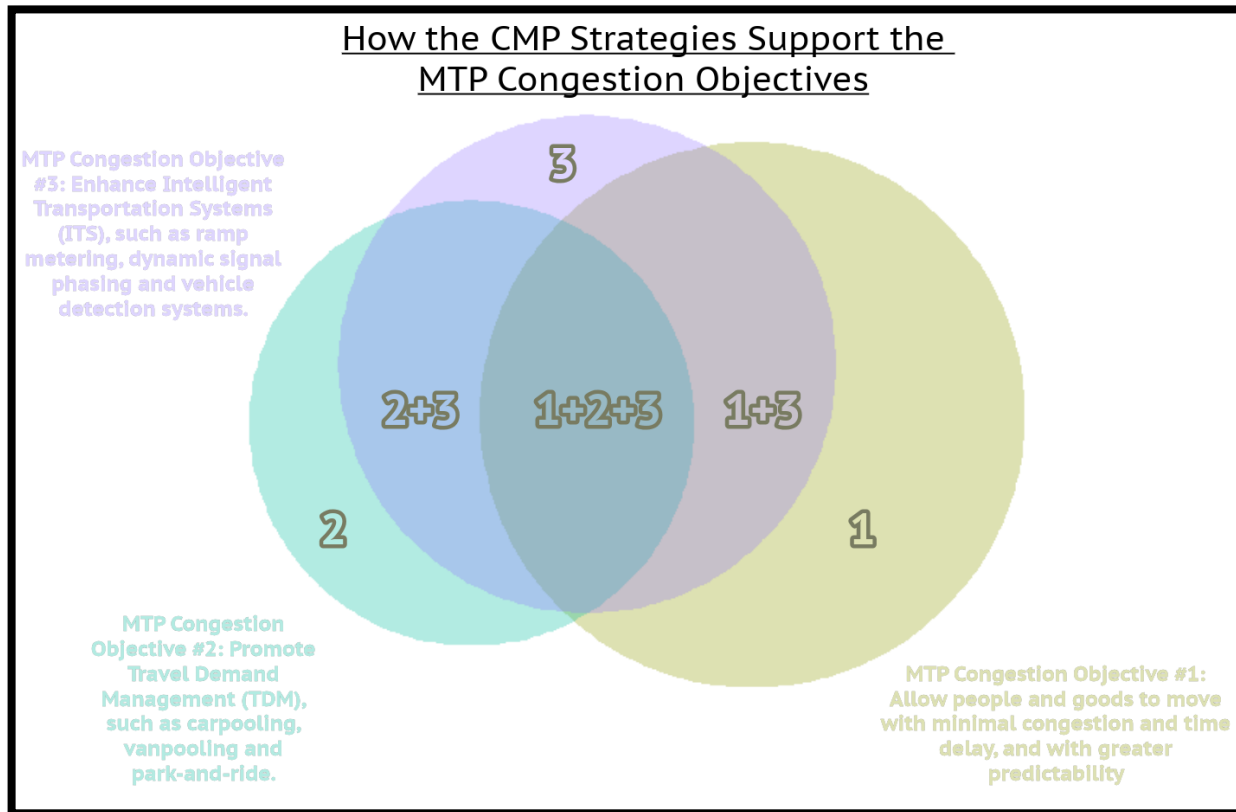 How the CMP Strategies Support the
MTP Congestion Objectives
MTP Congestion Objective
#3: Enhance Intelligent
Transportation Systems
(ITS), such as ramp
metering, dynamic signal
phasing and vehicle
detection systems.
3
2+3
1+2+3
1+3
2
1
MTP Congestion
Objective #2: Promote
Travel Demand
Management (TDM),
such as carpooling,
vanpooling and
park-and-ride.
MTP Congestion Objective #1:
Allow people and goods to move
with minimal congestion and time
delay, and with greater
predictability